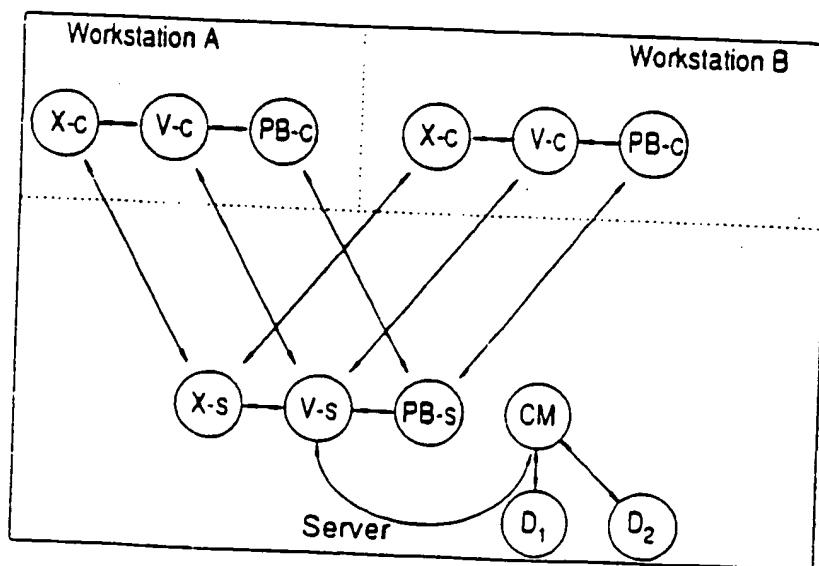 Workstation A
Workstation B
X-c
V-c
PB-c
X-c
V-c
PB-c
X-s
V-s
PB-s
CM
Server
D1
D2